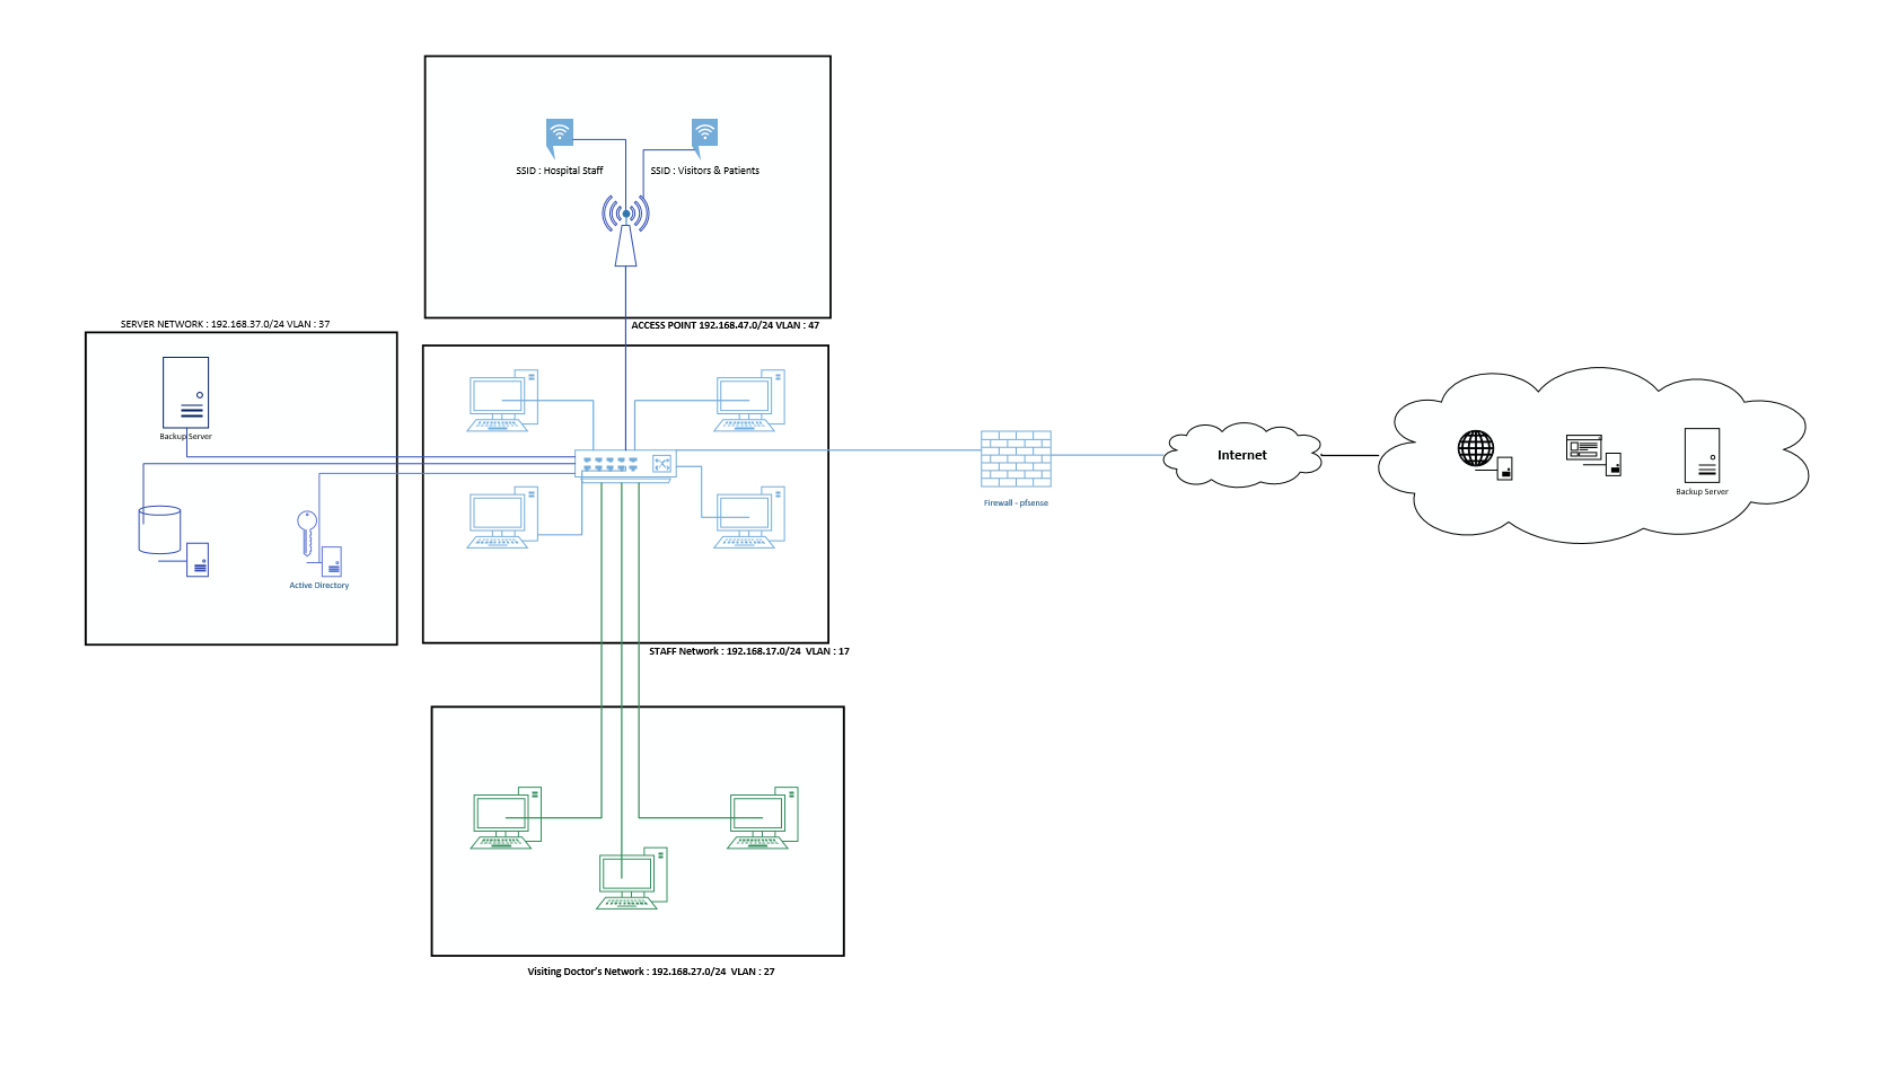 SSID : Hospital Staff
SSID : Visitors & Patients
SERVER NETWORK : 192.168.37.0/24 VLAN : 37
ACCESS POINT 192.168.47.0/24 VLAN : 47
Backup Server
Internet
Firewall - pfsense
Backup Server
Active Directory
STAFF Network : 192.168.17.0/24 VLAN : 17
Visiting Doctor's Network : 192.168.27.0/24 VLAN : 27